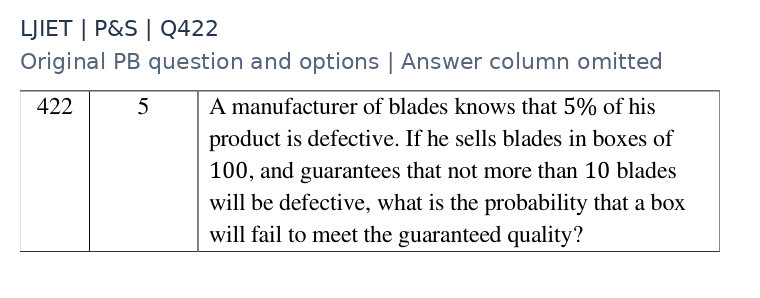 LJIET | P&S | Q422
Original PB question and options | Answer column omitted
422 5 A manufacturer of blades knows that 5% of his
product is defective. If he sells blades in boxes of
100, and guarantees that not more than 10 blades
will be defective, what is the probability that a box
will fail to meet the guaranteed quality?